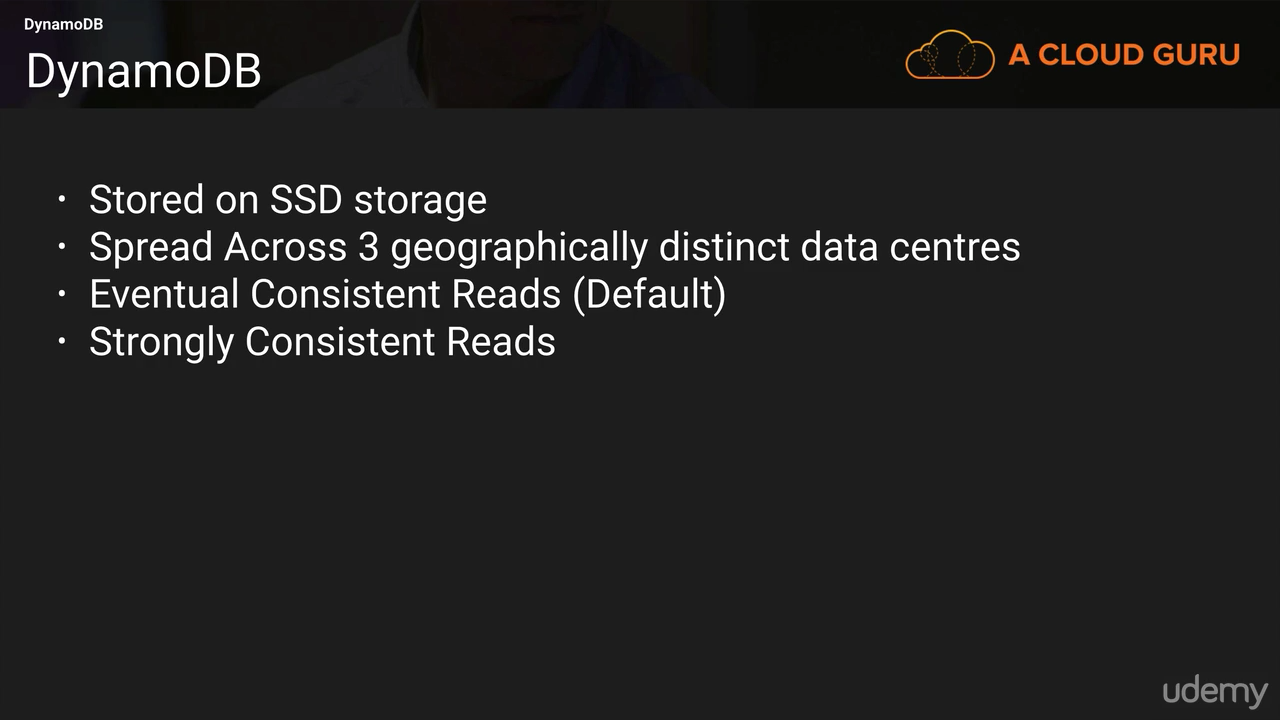 DynamoDB
DynamoDB
A CLOUD GURU
• Stored on SSD storage
• Spread Across 3 geographically distinct data centres
• Eventual Consistent Reads (Default)
• Strongly Consistent Reads
udemy